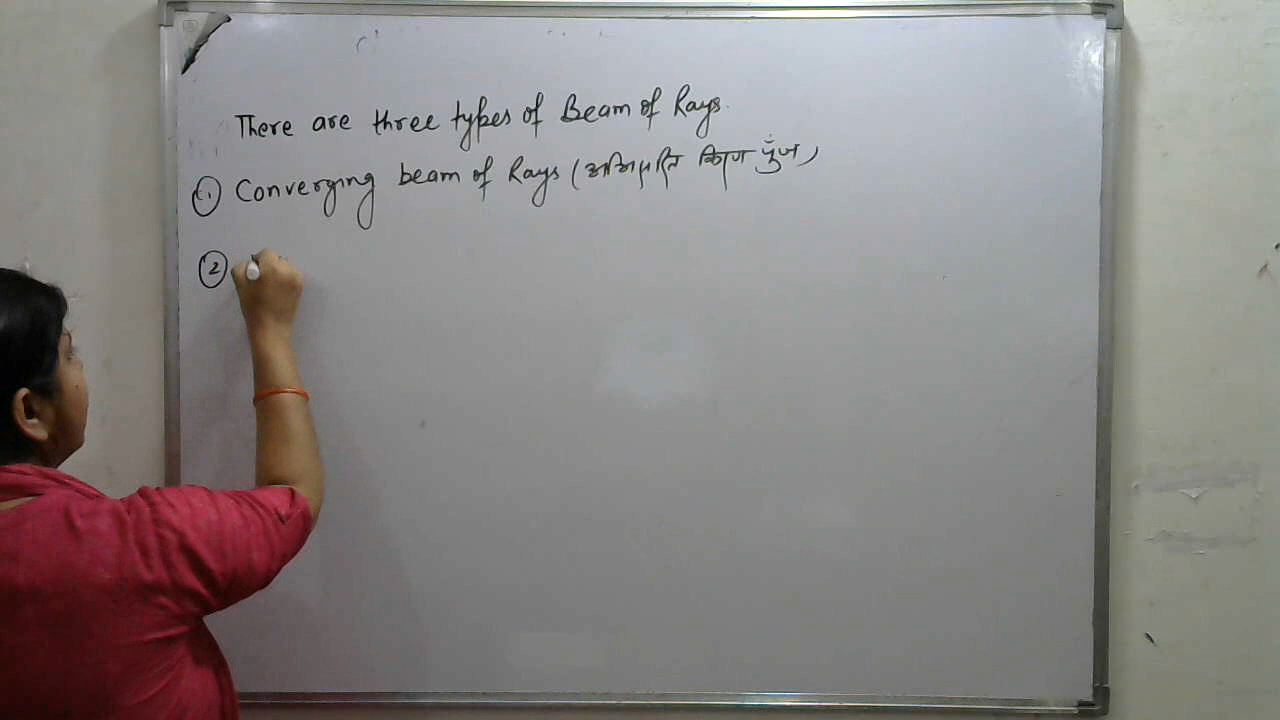 There are three types of Beam of Rays.
(1) Converging beam of Rays (अभिसारित किरण पुँज)
(2)